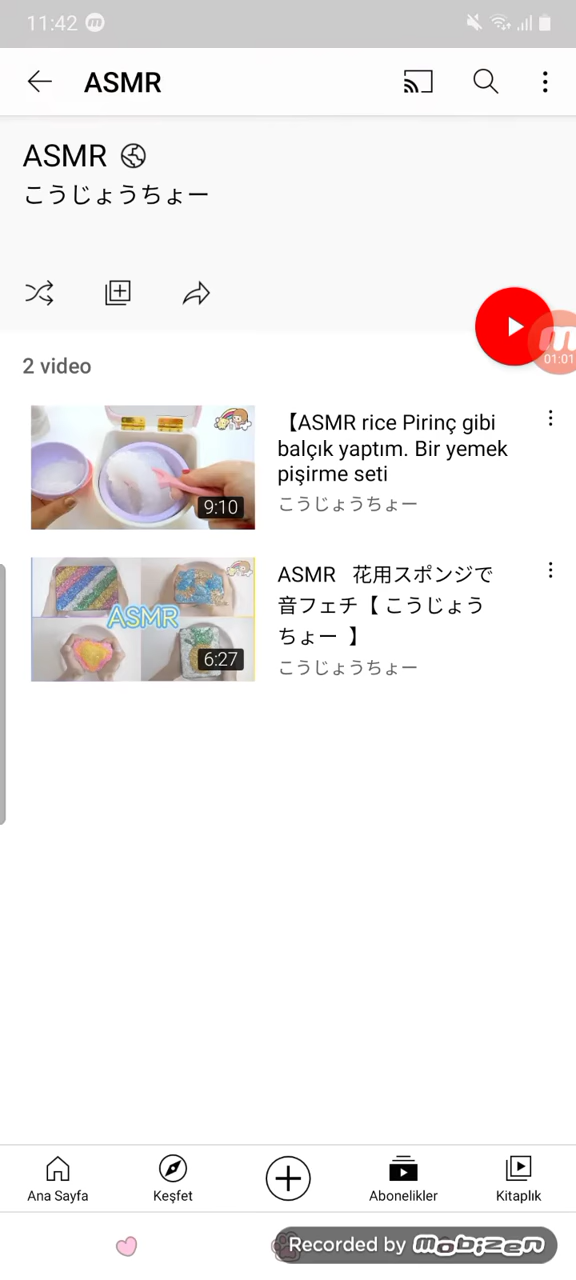 11:42
ASMR
ASMR
こうじょうちょー
2 video
01:01
【ASMR rice Pirinç gibi
balçık yaptım. Bir yemek
pişirme seti
9:10
こうじょうちょー
ASMR 花用スポンジで
音フェチ【 こうじょう
ちょー 】
ASMR
6:27
こうじょうちょー
Ana Sayfa
Keşfet
Abonelikler
Kitaplık
Recorded by mobizen